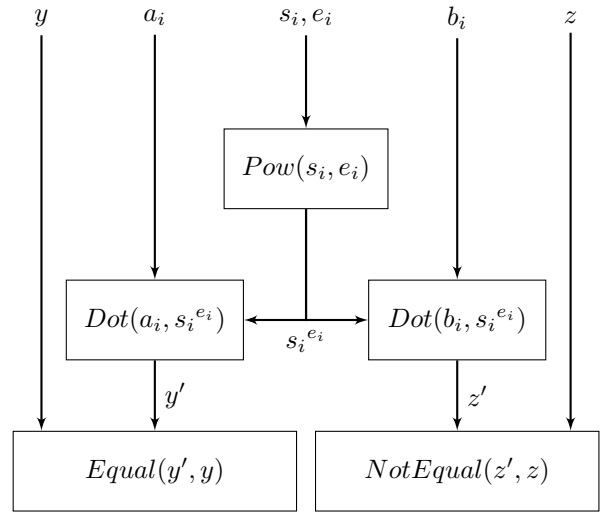 y a_i s_i, e_i b_i z
Pow(s_i, e_i)
Dot(a_i, s_i^{e_i}) Dot(b_i, s_i^{e_i})
s_i^{e_i}
y′ z′
Equal(y′, y) NotEqual(z′, z)